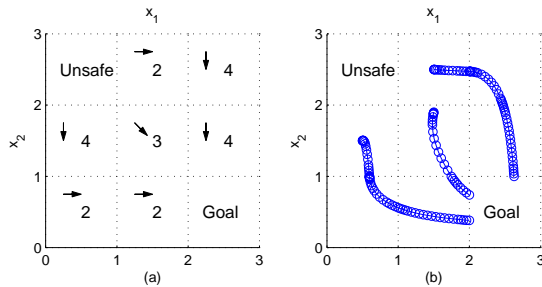 x1 x1
3 3
Unsafe 2 4 Unsafe
2 2
x2 4 3 4 x2
1 1
2 2 Goal Goal
0 0
0 1 2 3 0 1 2 3
(a) (b)